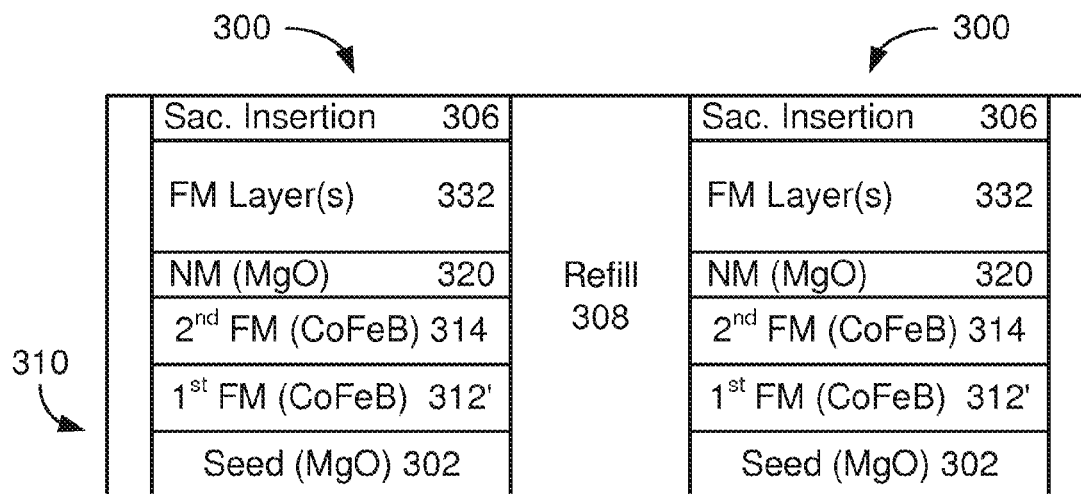 300 300
Sac. Insertion 306 Sac. Insertion 306
FM Layer(s) 332 FM Layer(s) 332
NM (MgO) 320 Refill NM (MgO) 320
308
2nd FM (CoFeB) 314 2nd FM (CoFeB) 314
310
1st FM (CoFeB) 312' 1st FM (CoFeB) 312'
Seed (MgO) 302 Seed (MgO) 302